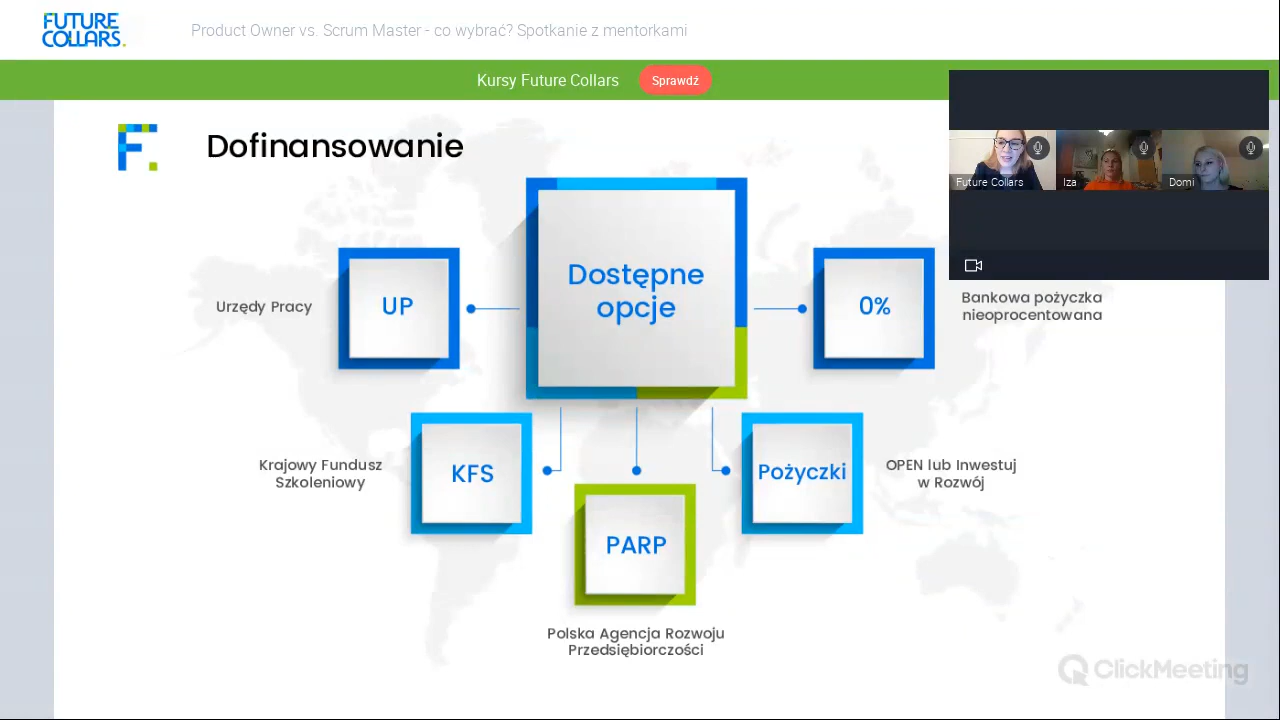 FUTURE
COLLARS.
Product Owner vs. Scrum Master - co wybrać? Spotkanie z mentorkami
Kursy Future Collars
Sprawdź
F.
Dofinansowanie
Future Collars
Iza
Domi
Dostępne
opcje
Urzędy Pracy
UP
0%
Bankowa pożyczka
nieoprocentowana
Krajowy Fundusz
Szkoleniowy
KFS
Pożyczki
OPEN lub Inwestuj
w Rozwój
PARP
Polska Agencja Rozwoju
Przedsiębiorczości
ClickMeeting